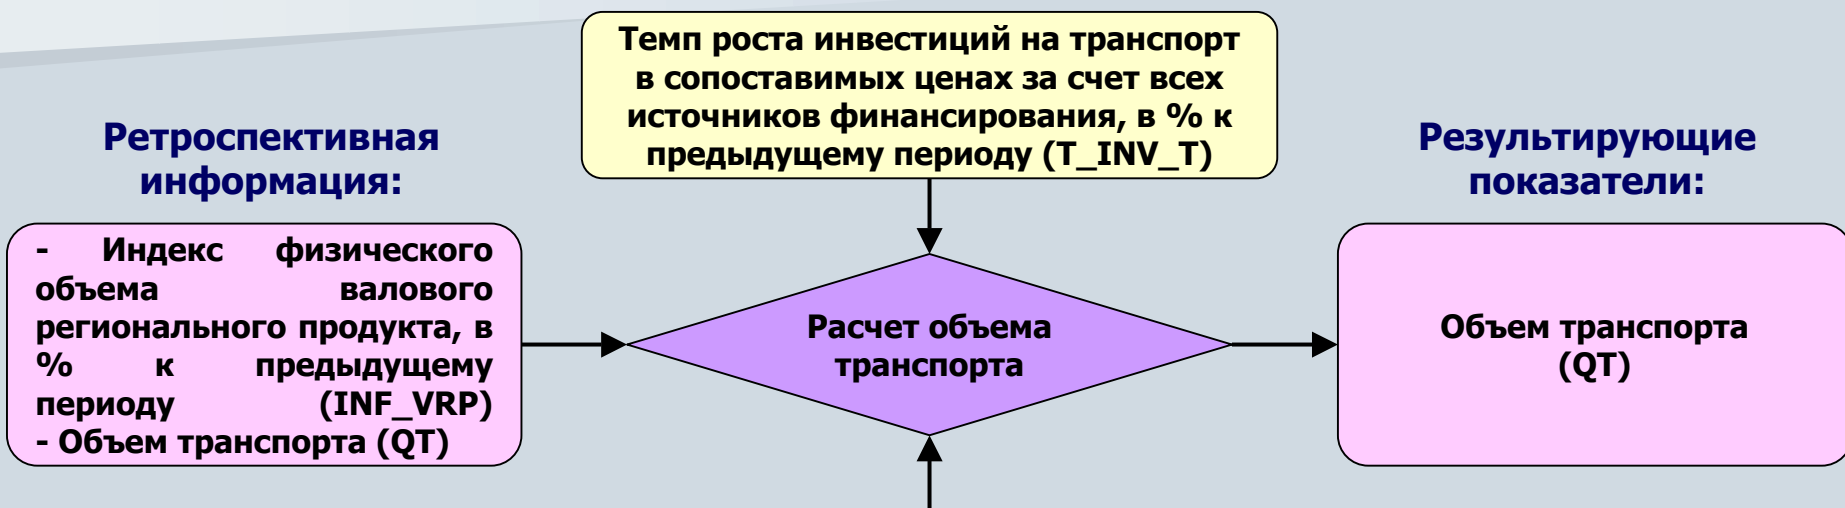 Темп роста инвестиций на транспорт
в сопоставимых ценах за счет всех
источников финансирования, в % к
предыдущему периоду (T_INV_T)
Ретроспективная
информация:
- Индекс физического
объема валового
регионального продукта, в
% к предыдущему
периоду (INF_VRP)
- Объем транспорта (QT)
Расчет объема
транспорта
Результирующие
показатели:
Объем транспорта
(QT)